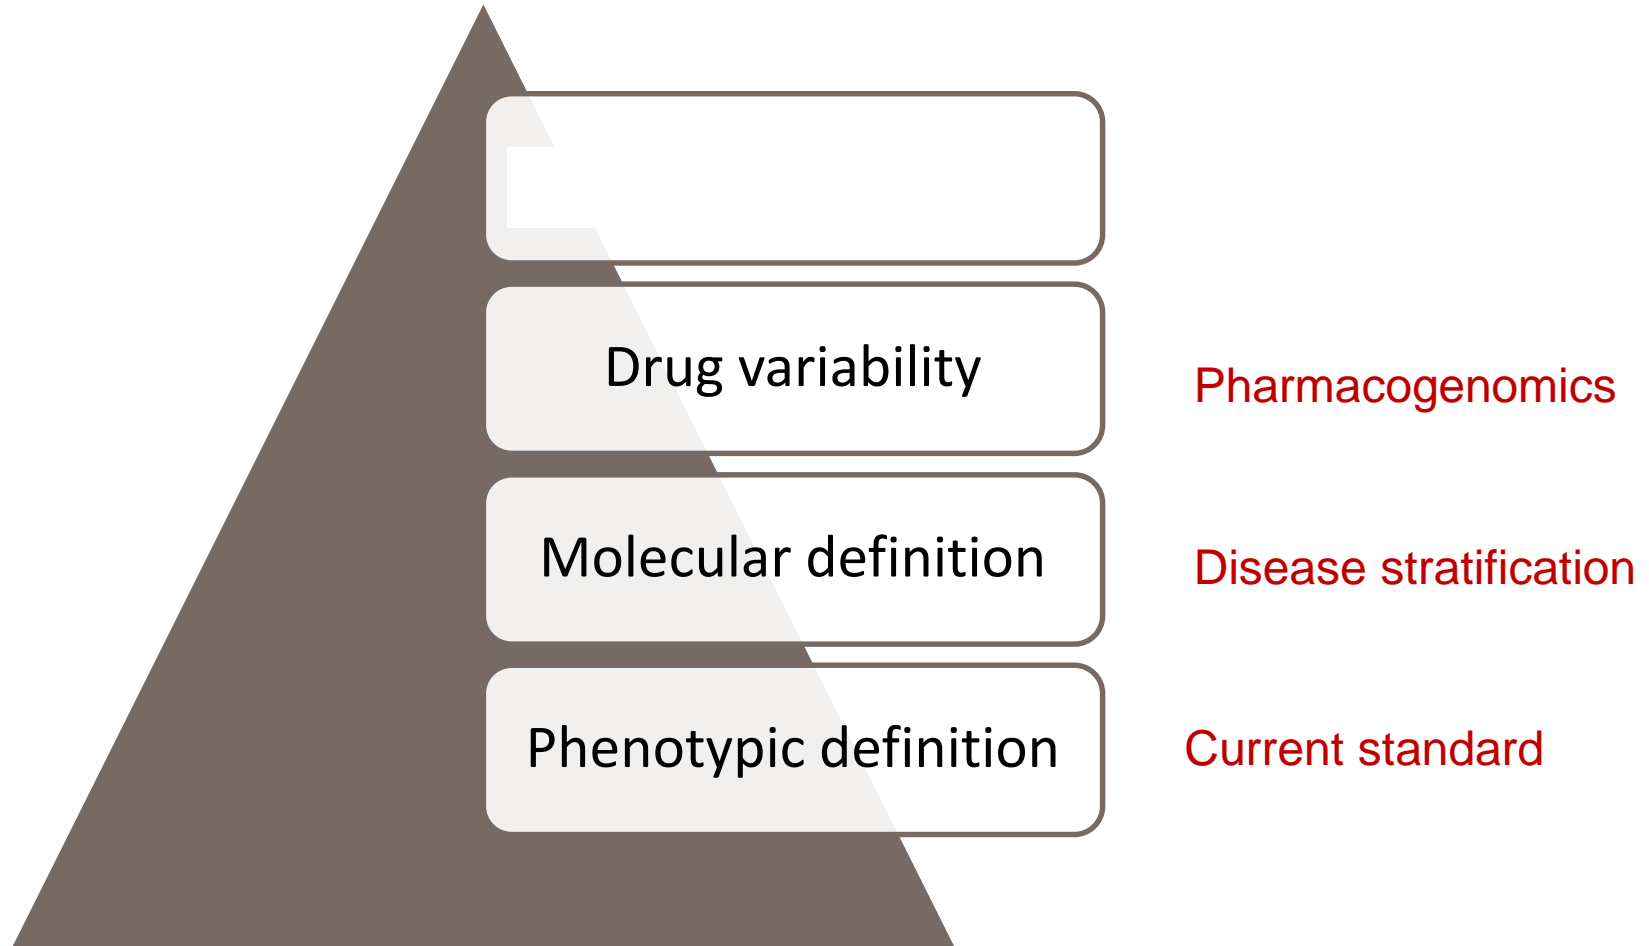 Drug variability
Pharmacogenomics
Molecular definition
Disease stratification
Phenotypic definition
Current standard